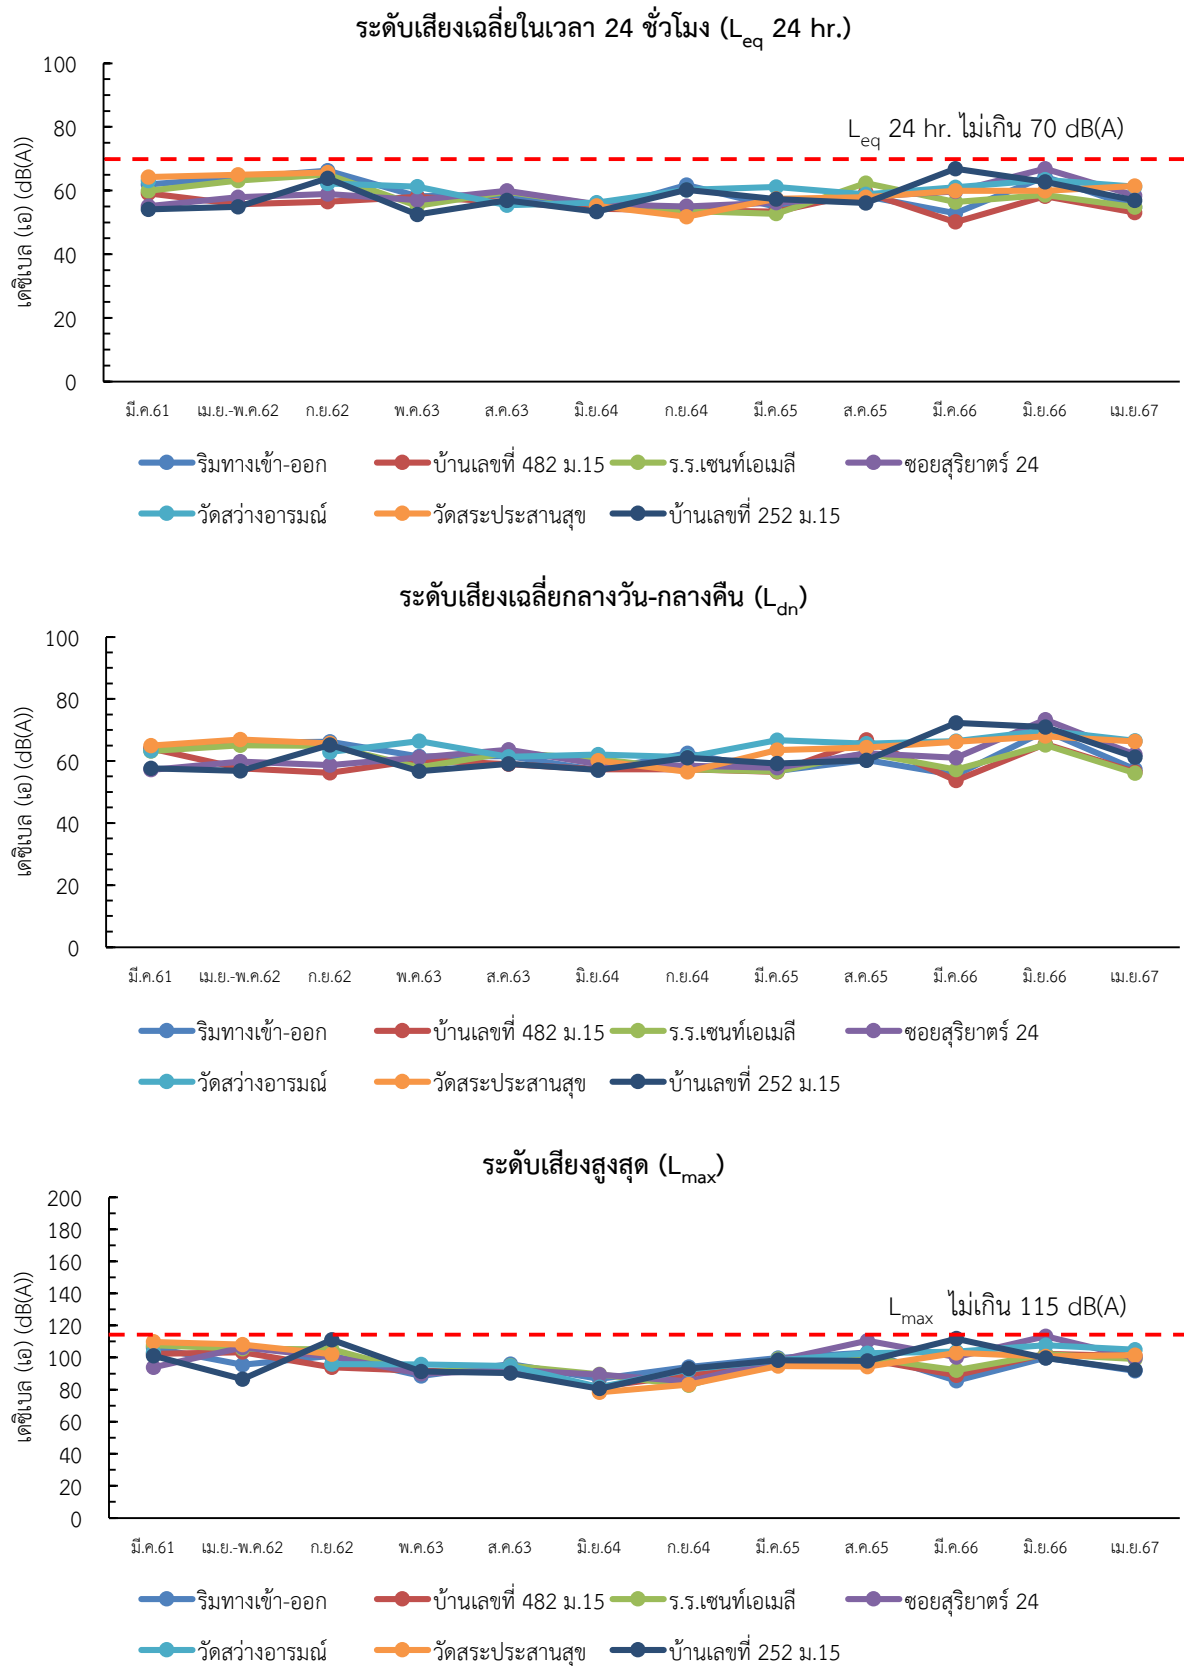 ระดับเสียงเฉลี่ยในเวลา 24 ชั่วโมง (Leq 24 hr.)
เดซิเบล (เอ) (dB(A))
100
80
60
40
20
0
Leq 24 hr. ไม่เกิน 70 dB(A)
มี.ค.61 เม.ย.-พ.ค.62 ก.ย.62 พ.ค.63 ส.ค.63 มิ.ย.64 ก.ย.64 มี.ค.65 ส.ค.65 มี.ค.66 มิ.ย.66 เม.ย.67
ริมทางเข้า-ออก บ้านเลขที่ 482 ม.15 ร.ร.เซนท์เอเมลี ซอยสุริยาตร์ 24
วัดสว่างอารมณ์ วัดสระประสานสุข บ้านเลขที่ 252 ม.15
ระดับเสียงเฉลี่ยกลางวัน-กลางคืน (Ldn)
เดซิเบล (เอ) (dB(A))
100
80
60
40
20
0
มี.ค.61 เม.ย.-พ.ค.62 ก.ย.62 พ.ค.63 ส.ค.63 มิ.ย.64 ก.ย.64 มี.ค.65 ส.ค.65 มี.ค.66 มิ.ย.66 เม.ย.67
ริมทางเข้า-ออก บ้านเลขที่ 482 ม.15 ร.ร.เซนท์เอเมลี ซอยสุริยาตร์ 24
วัดสว่างอารมณ์ วัดสระประสานสุข บ้านเลขที่ 252 ม.15
ระดับเสียงสูงสุด (Lmax)
เดซิเบล (เอ) (dB(A))
200
180
160
140
120
100
80
60
40
20
0
Lmax ไม่เกิน 115 dB(A)
มี.ค.61 เม.ย.-พ.ค.62 ก.ย.62 พ.ค.63 ส.ค.63 มิ.ย.64 ก.ย.64 มี.ค.65 ส.ค.65 มี.ค.66 มิ.ย.66 เม.ย.67
ริมทางเข้า-ออก บ้านเลขที่ 482 ม.15 ร.ร.เซนท์เอเมลี ซอยสุริยาตร์ 24
วัดสว่างอารมณ์ วัดสระประสานสุข บ้านเลขที่ 252 ม.15